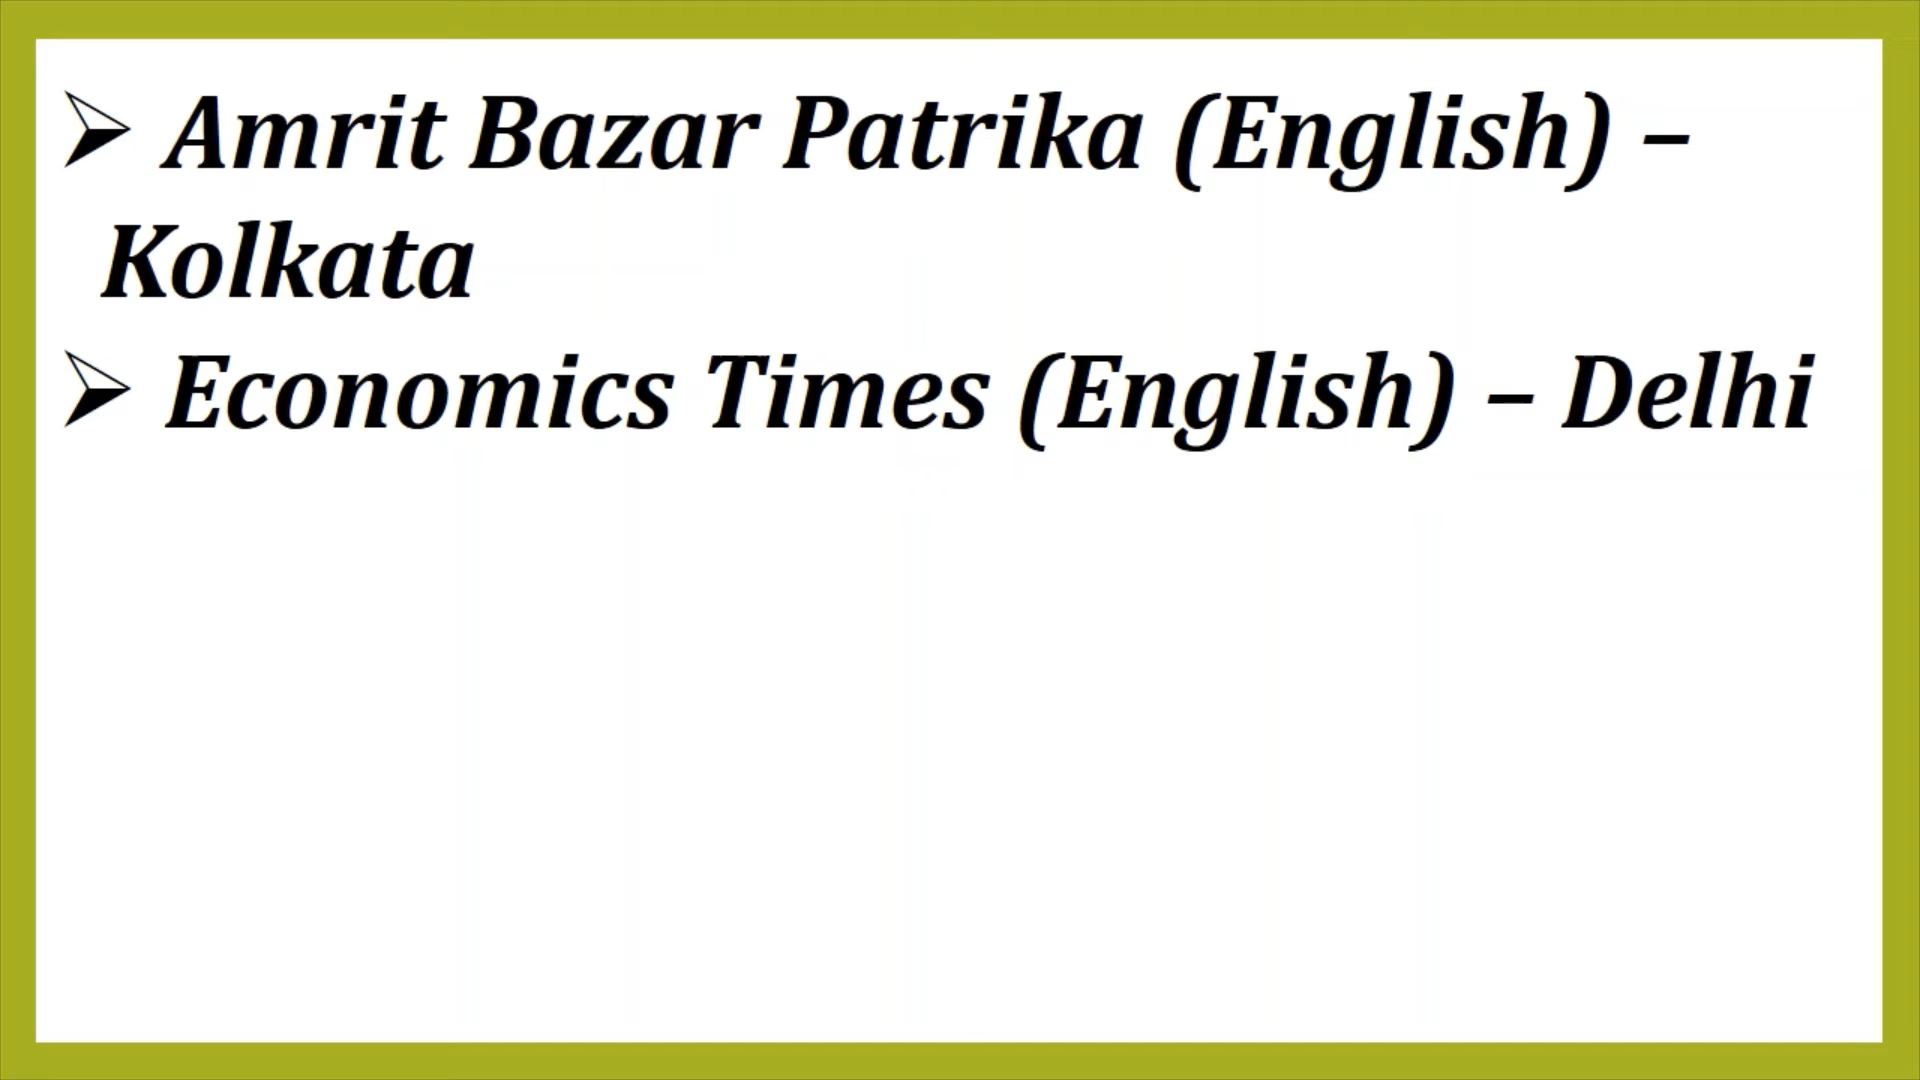 ➢ Amrit Bazar Patrika (English) –
Kolkata
➢ Economics Times (English) – Delhi